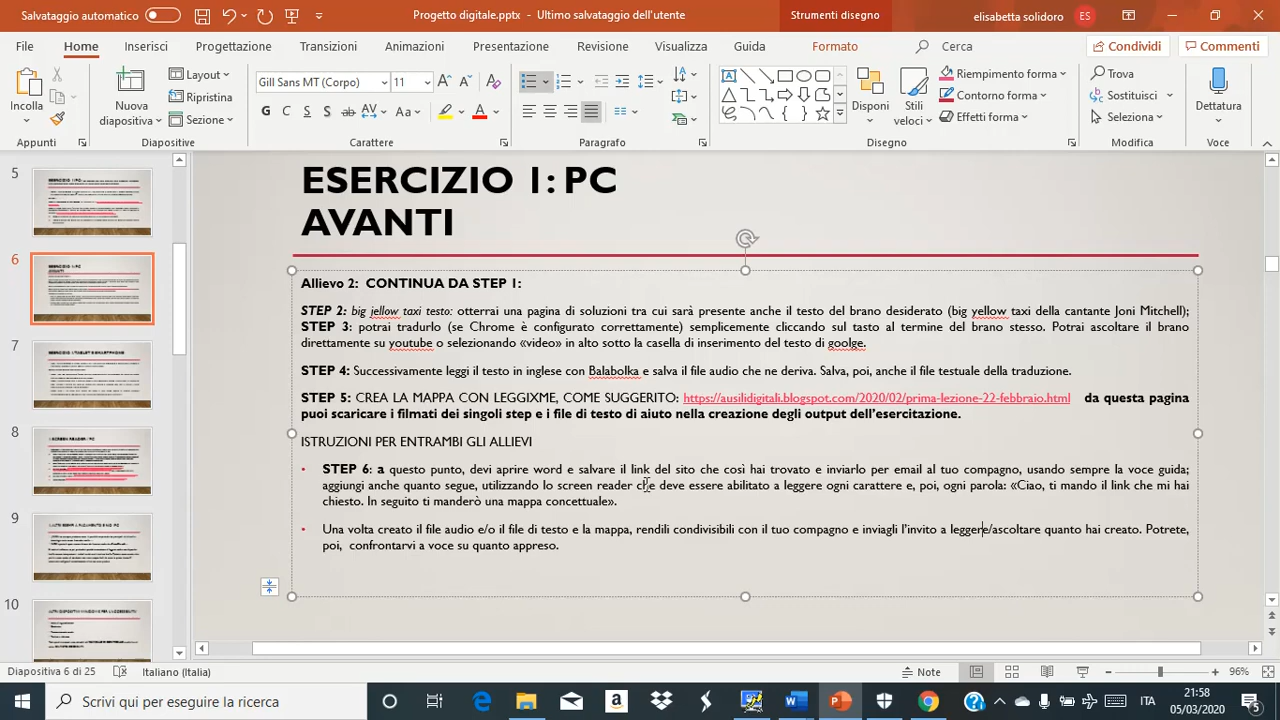 Salvataggio automatico
Progetto digitale.pptx - Ultimo salvataggio dell'utente
Strumenti disegno
elisabetta solidoro ES
File Home Inserisci Progettazione Transizioni Animazioni Presentazione Revisione Visualizza Guida Formato Cerca Condividi Commenti
Incolla
Nuova diapositiva
Layout
Ripristina
Sezione
Gill Sans MT (Corpo) 11
G C S S ab AV Aa A
Disponi
Stili veloci
Riempimento forma
Contorno forma
Effetti forma
Trova
Sostituisci
Seleziona
Dettatura
Appunti Diapositive Carattere Paragrafo Disegno Modifica Voce
5
6
7
8
9
10
ESERCIZIO 1: PC
AVANTI
Allievo 2: CONTINUA DA STEP 1:
STEP 2: big jellow taxi testo: otterrai una pagina di soluzioni tra cui sarà presente anche il testo del brano desiderato (big yellow taxi della cantante Joni Mitchell);
STEP 3: potrai tradurlo (se Chrome è configurato correttamente) semplicemente cliccando sul tasto al termine del brano stesso. Potrai ascoltare il brano
direttamente su youtube o selezionando «video» in alto sotto la casella di inserimento del testo di goolge.
STEP 4: Successivamente leggi il testo in inglese con Balabolka e salva il file audio che ne deriva. Salva, poi, anche il file testuale della traduzione.
STEP 5: CREA LA MAPPA CON LEGGIXME, COME SUGGERITO: https://ausilidigitali.blogspot.com/2020/02/prima-lezione-22-febbraio.html da questa pagina
puoi scaricare i filmati dei singoli step e i file di testo di aiuto nella creazione degli output dell'esercitazione.
ISTRUZIONI PER ENTRAMBI GLI ALLIEVI
• STEP 6: a questo punto, devi aprire word e salvare il link del sito che così hai trovato e inviarlo per email al tuo compagno, usando sempre la voce guida;
aggiungi anche quanto segue, utilizzando lo screen reader che deve essere abilitato a leggere ogni carattere e, poi, ogni parola: «Ciao, ti mando il link che mi hai
chiesto. In seguito ti manderò una mappa concettuale».
• Una volta creato il file audio e/o il file di testo e la mappa, rendili condivisibili con il tuo compagno e inviagli l'invito a leggere/ascoltare quanto hai creato. Potrete,
poi, confrontarvi a voce su quanto appreso.
Diapositiva 6 di 25
Italiano (Italia)
Note
96%
Scrivi qui per eseguire la ricerca
ITA
21:58
05/03/2020
5